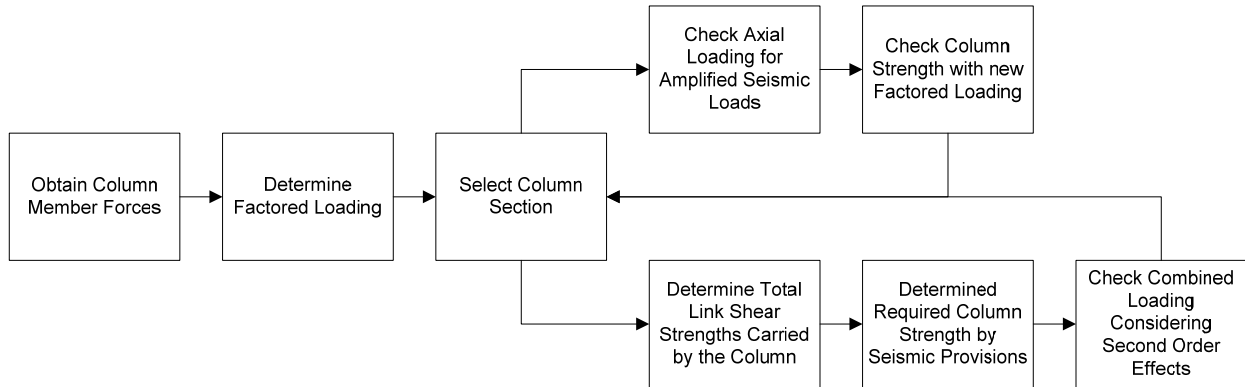 Check Axial
Loading for
Amplified Seismic
Loads
Check Column
Strength with new
Factored Loading
Obtain Column
Member Forces
Determine
Factored Loading
Select Column
Section
Determine Total
Link Shear
Strengths Carried
by the Column
Determined
Required Column
Strength by
Seismic Provisions
Check Combined
Loading
Considering
Second Order
Effects